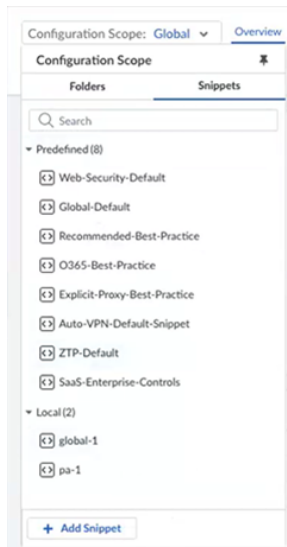 Configuration Scope: Global Overview
Configuration Scope
Folders Snippets
Search
Predefined (8)
Web-Security-Default
Global-Default
Recommended-Best-Practice
O365-Best-Practice
Explicit-Proxy-Best-Practice
Auto-VPN-Default-Snippet
ZTP-Default
SaaS-Enterprise-Controls
Local (2)
global-1
pa-1
+ Add Snippet